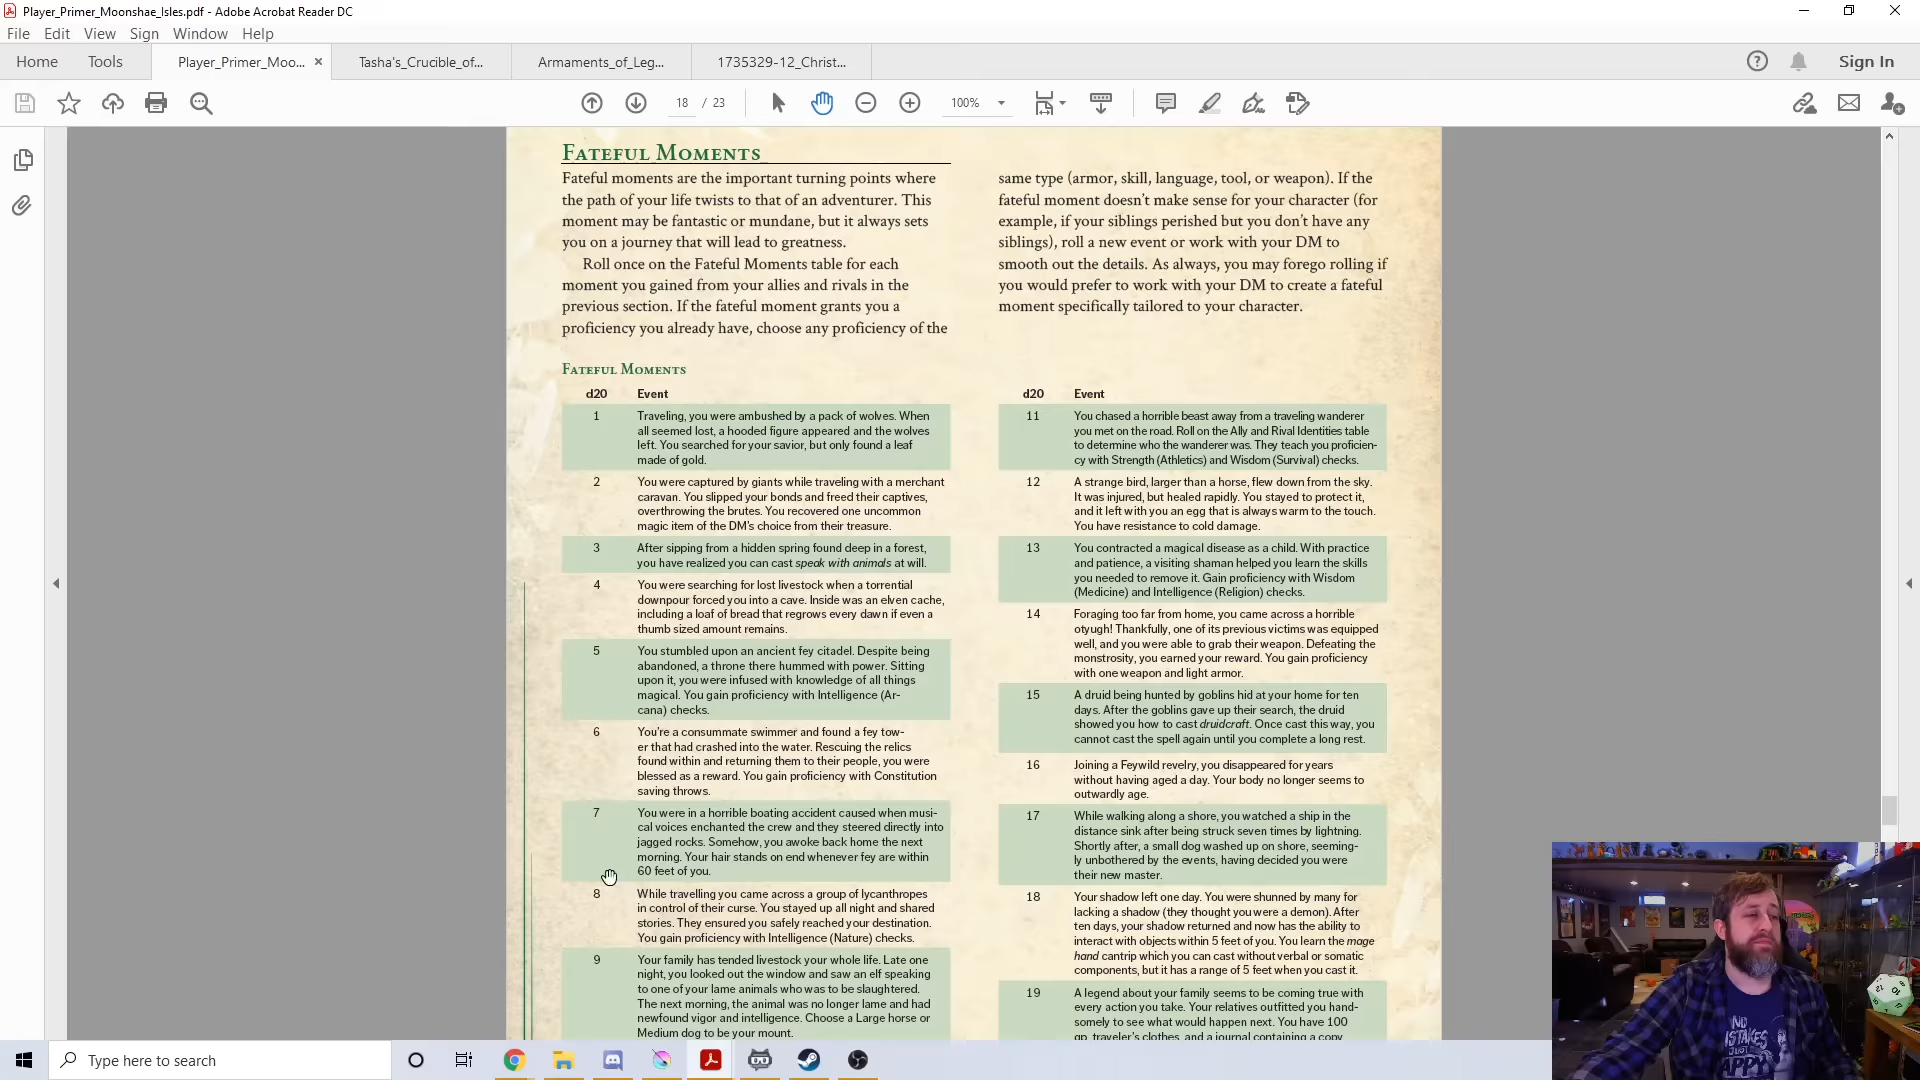 Player_Primer_Moonshae_Isles.pdf - Adobe Acrobat Reader DC
File Edit View Sign Window Help
Home Tools Player_Primer_Moo... Tasha's_Crucible_of... Armaments_of_Leg... 1735329-12_Christ... Sign In
18 / 23 100%
Fateful Moments
Fateful moments are the important turning points where
the path of your life twists to that of an adventurer. This
moment may be fantastic or mundane, but it always sets
you on a journey that will lead to greatness.
Roll once on the Fateful Moments table for each
moment you gained from your allies and rivals in the
previous section. If the fateful moment grants you a
proficiency you already have, choose any proficiency of the
same type (armor, skill, language, tool, or weapon). If the
fateful moment doesn't make sense for your character (for
example, if your siblings perished but you don't have any
siblings), roll a new event or work with your DM to
smooth out the details. As always, you may forego rolling if
you would prefer to work with your DM to create a fateful
moment specifically tailored to your character.
Fateful Moments
d20 Event
1 Traveling, you were ambushed by a pack of wolves. When
all seemed lost, a hooded figure appeared and the wolves
left. You searched for your savior, but only found a leaf
made of gold.
2 You were captured by giants while traveling with a merchant
caravan. You slipped your bonds and freed their captives,
overthrowing the brutes. You recovered one uncommon
magic item of the DM's choice from their treasure.
3 After sipping from a hidden spring found deep in a forest,
you have realized you can cast speak with animals at will.
4 You were searching for lost livestock when a torrential
downpour forced you into a cave. Inside was an elven cache,
including a loaf of bread that regrows every dawn if even a
thumb sized amount remains.
5 You stumbled upon an ancient fey citadel. Despite being
abandoned, a throne there hummed with power. Sitting
upon it, you were infused with knowledge of all things
magical. You gain proficiency with Intelligence (Ar-
cana) checks.
6 You're a consummate swimmer and found a fey tow-
er that had crashed into the water. Rescuing the relics
found within and returning them to their people, you were
blessed as a reward. You gain proficiency with Constitution
saving throws.
7 You were in a horrible boating accident caused when musi-
cal voices enchanted the crew and they steered directly into
jagged rocks. Somehow, you awoke back home the next
morning. Your hair stands on end whenever fey are within
60 feet of you.
8 While travelling you came across a group of lycanthropes
in control of their curse. You stayed up all night and shared
stories. They ensured you safely reached your destination.
You gain proficiency with Intelligence (Nature) checks.
9 Your family has tended livestock your whole life. Late one
night, you looked out the window and saw an elf speaking
to one of your lame animals who was to be slaughtered.
The next morning, the animal was no longer lame and had
newfound vigor and intelligence. Choose a Large horse or
Medium dog to be your mount.
d20 Event
11 You chased a horrible beast away from a traveling wanderer
you met on the road. Roll on the Ally and Rival Identities table
to determine who the wanderer was. They teach you proficien-
cy with Strength (Athletics) and Wisdom (Survival) checks.
12 A strange bird, larger than a horse, flew down from the sky.
It was injured, but healed rapidly. You stayed to protect it,
and it left with you an egg that is always warm to the touch.
You have resistance to cold damage.
13 You contracted a magical disease as a child. With practice
and patience, a visiting shaman helped you learn the skills
you needed to remove it. Gain proficiency with Wisdom
(Medicine) and Intelligence (Religion) checks.
14 Foraging too far from home, you came across a horrible
otyugh! Thankfully, one of its previous victims was equipped
well, and you were able to grab their weapon. Defeating the
monstrosity, you earned your reward. You gain proficiency
with one weapon and light armor.
15 A druid being hunted by goblins hid at your home for ten
days. After the goblins gave up their search, the druid
showed you how to cast druidcraft. Once cast this way, you
cannot cast the spell again until you complete a long rest.
16 Joining a Feywild revelry, you disappeared for years
without having aged a day. Your body no longer seems to
outwardly age.
17 While walking along a shore, you watched a ship in the
distance sink after being struck seven times by lightning.
Shortly after, a small dog washed up on shore, seeming-
ly unbothered by the events, having decided you were
their new master.
18 Your shadow left one day. You were shunned by many for
lacking a shadow (they thought you were a demon). After
ten days, your shadow returned and now has the ability to
interact with objects within 5 feet of you. You learn the mage
hand cantrip which you can cast without verbal or somatic
components, but it has a range of 5 feet when you cast it.
19 A legend about your family seems to be coming true with
every action you take. Your relatives outfitted you hand-
somely to see what would happen next. You have 100
gp, traveler's clothes, and a journal containing a copy
NO
MISTAKES
JUST
HAPPY
Type here to search